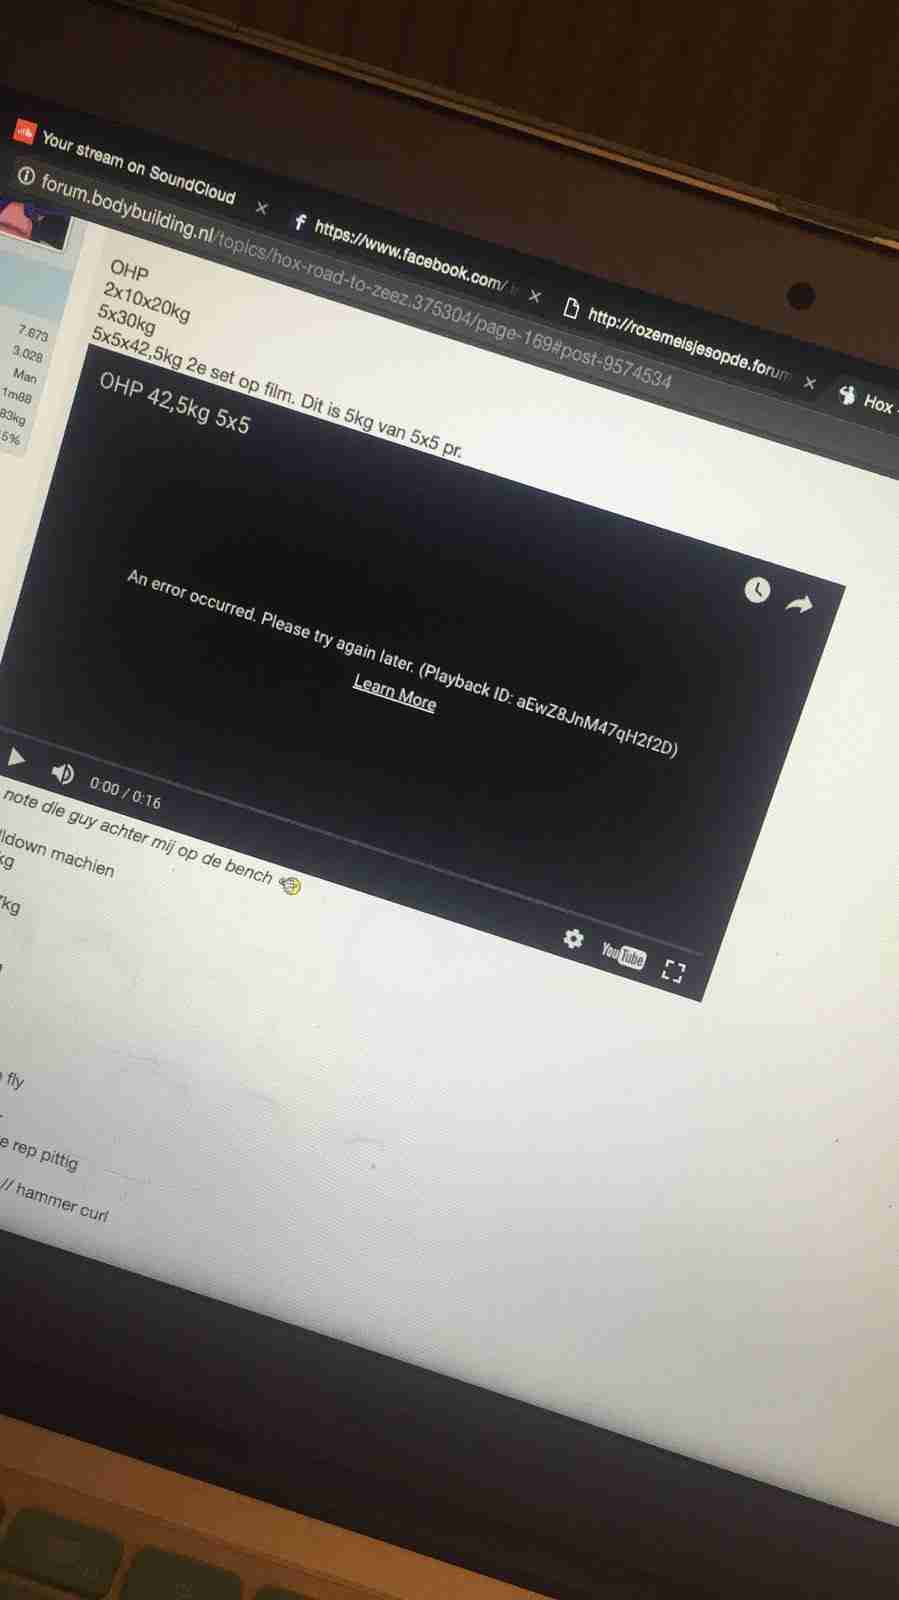 Your stream on SoundCloud
https://www.facebook.com/
http://rozemeisjesopde.forum
Hox -
forum.bodybuilding.nl/topics/hox-road-to-zeez.375304/page-169#post-9574534
7.673
3.028
Man
1m88
83kg
OHP
2x10x20kg
5x30kg
5x5x42,5kg 2e set op film. Dit is 5kg van 5x5 pr.
OHP 42,5kg 5x5
An error occurred. Please try again later. (Playback ID: aEwZ8JnM47qH2f2D)
Learn More
0:00 / 0:16
YouTube
note die guy achter mij op de bench
lldown machien
kg
kg
fly
e rep pittig
// hammer curl